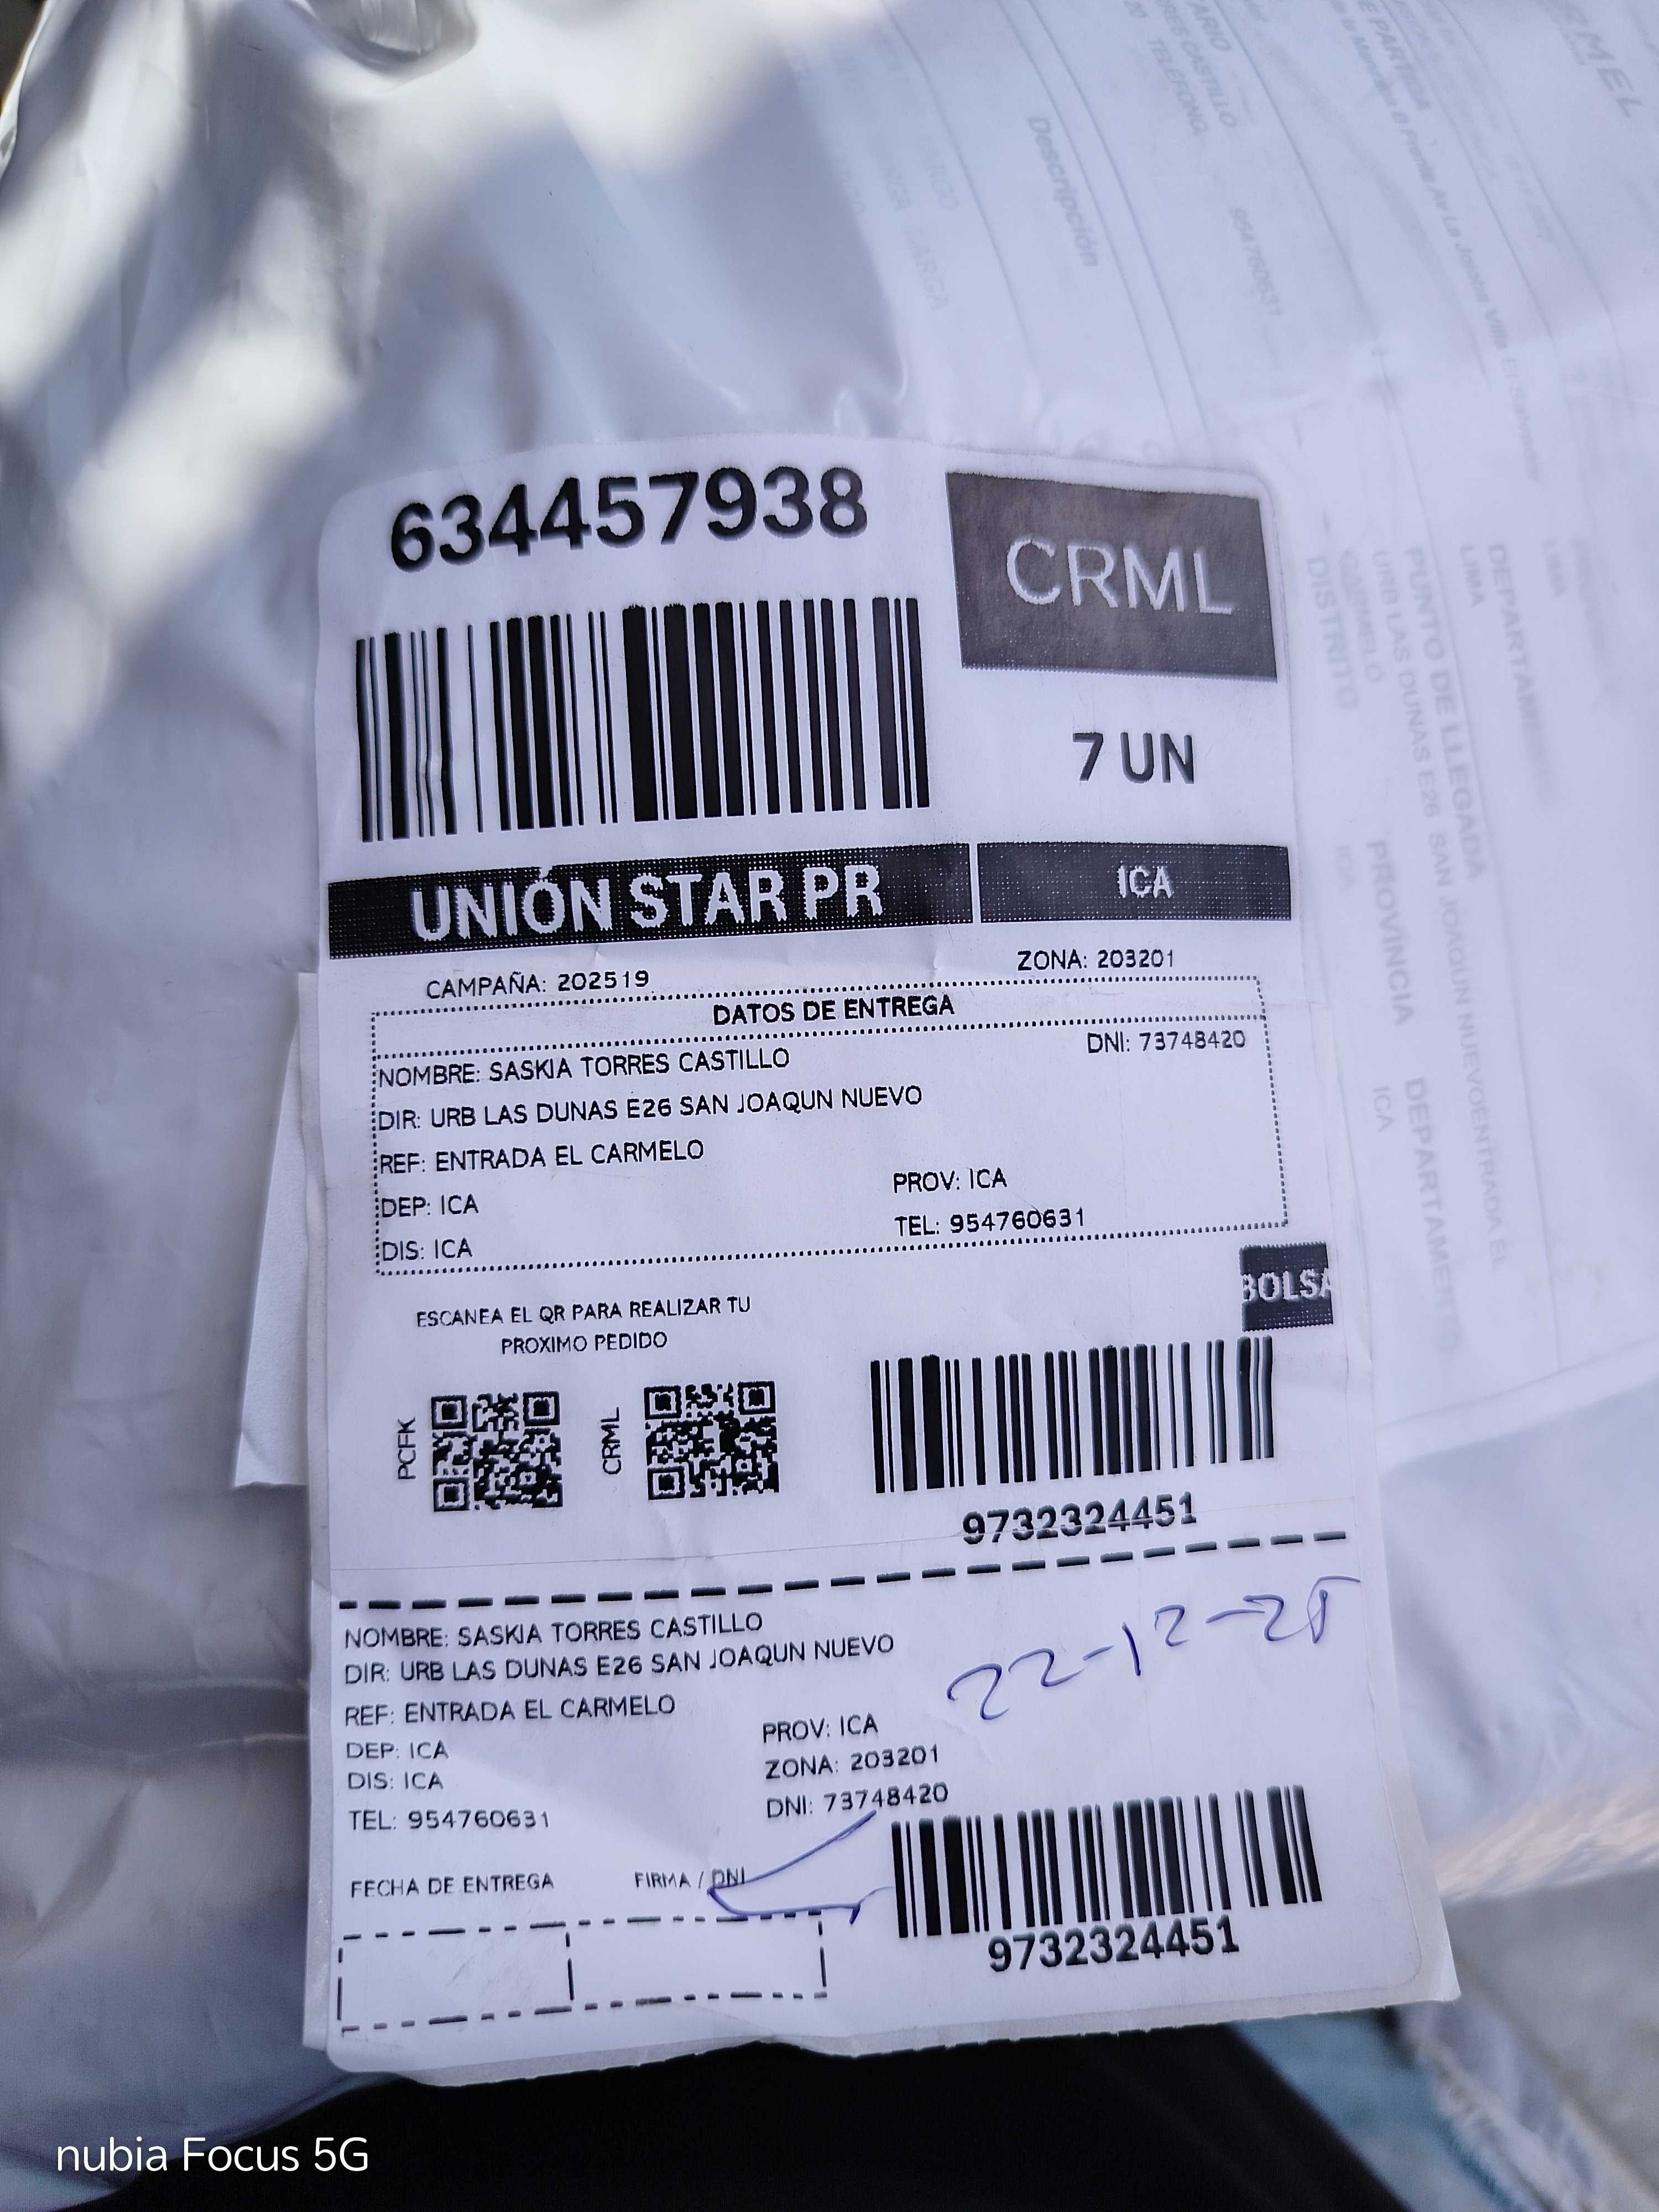 634457938
CRML
7 UN
UNIÓN STAR PR
ICA
CAMPAÑA: 202519
ZONA: 203201
DATOS DE ENTREGA
NOMBRE: SASKIA TORRES CASTILLO
DNI: 73748420
DIR: URB LAS DUNAS E26 SAN JOAQUN NUEVO
REF: ENTRADA EL CARMELO
DEP: ICA
PROV: ICA
DIS: ICA
TEL: 954760631
BOLSA
ESCANEA EL QR PARA REALIZAR TU
PROXIMO PEDIDO
PCFK
CRML
9732324451
NOMBRE: SASKIA TORRES CASTILLO
DIR: URB LAS DUNAS E26 SAN JOAQUN NUEVO
REF: ENTRADA EL CARMELO
DEP: ICA
PROV: ICA
DIS: ICA
ZONA: 203201
TEL: 954760631
DNI: 73748420
22-12-25
FECHA DE ENTREGA
FIRMA / DNI
9732324451
Descripción
CASTILLO
TELEFONO
954760631
DEPARTAMENTO
LIMA
PUNTO DE LLEGADA
URB LAS DUNAS E26 SAN JOAQUN NUEVOENTRADA EL
CARMELO
DISTRITO
PROVINCIA
DEPARTAMENTO
ICA
nubia Focus 5G